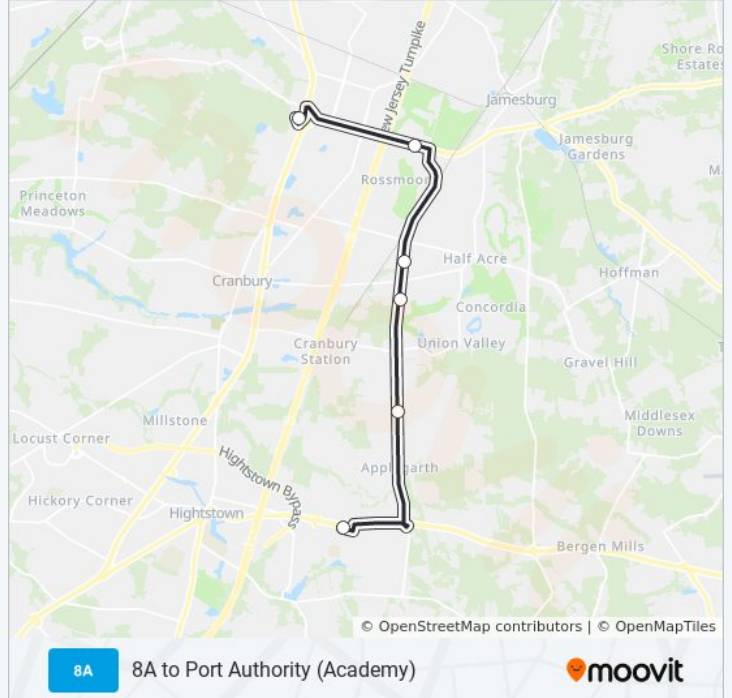 New Jersey Turnpike
Shore Ro
Estates
Jamesburg
Jamesburg
Gardens
M
Rossmoor
Princeton
Meadows
Half Acre
Hoffman
Cranbury
Concordia
Cranbury
Station
Union Valley
Gravel Hill
Millstone
Middlesex
Downs
Locust Corner
Hightstown Bypass
Applegarth
Hickory Corner
Hightstown
Bergen Mills
© OpenStreetMap contributors | © OpenMapTiles
8A
8A to Port Authority (Academy)
moovit